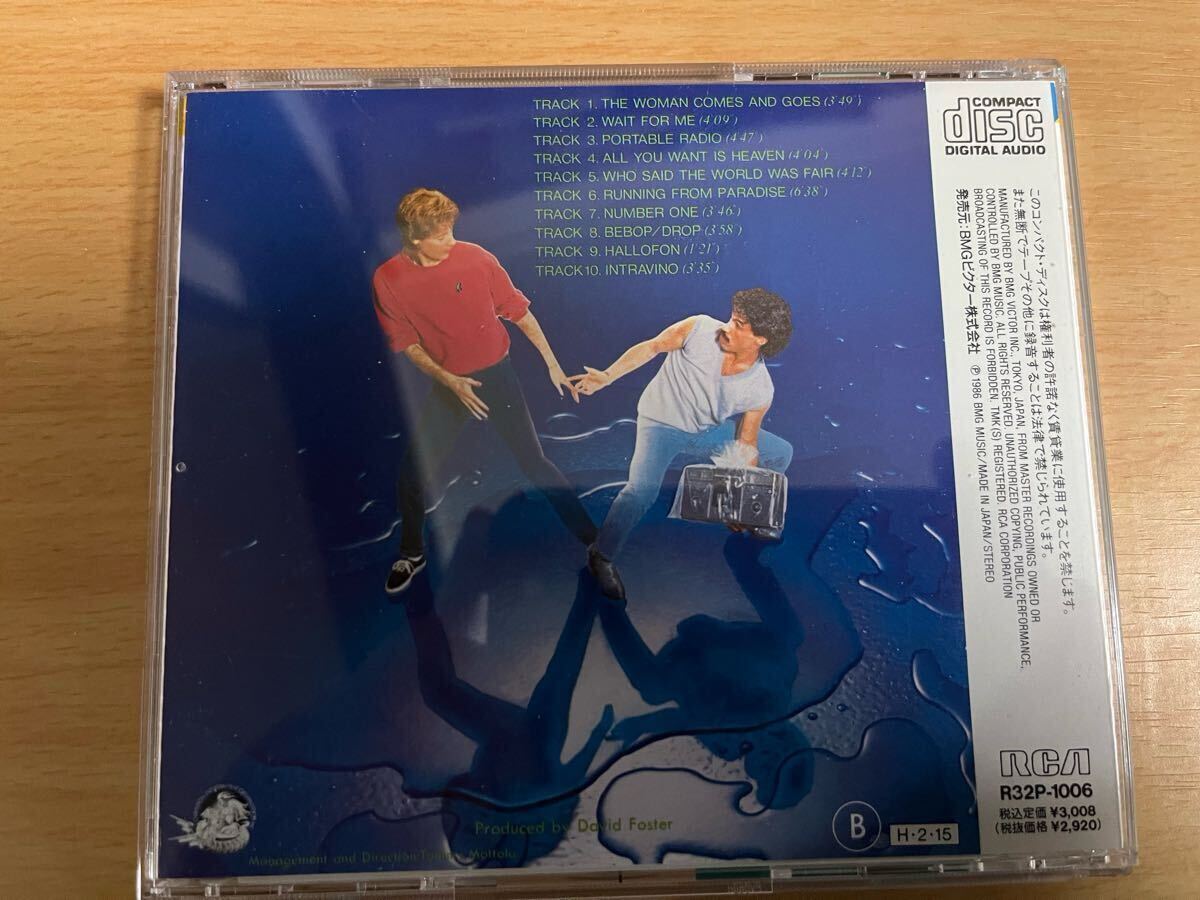 TRACK 1. THE WOMAN COMES AND GOES (3'49")
TRACK 2. WAIT FOR ME (4'09")
TRACK 3. PORTABLE RADIO (4'47")
TRACK 4. ALL YOU WANT IS HEAVEN (4'04")
TRACK 5. WHO SAID THE WORLD WAS FAIR (4'12")
TRACK 6. RUNNING FROM PARADISE (6'38")
TRACK 7. NUMBER ONE (3'46")
TRACK 8. BEBOP/DROP (3'58")
TRACK 9. HALLOFON (1'21")
TRACK 10. INTRAVINO (3'35")
Produced by David Foster
Management and Direction: Tommy Mottola
B
H・2・15
COMPACT
disc
DIGITAL AUDIO
このコンパクト・ディスクは権利者の許諾なく賃貸業に使用することを禁じます。
また無断でテープその他に録音することは法律で禁じられています。
MANUFACTURED BY BMG VICTOR INC., TOKYO, JAPAN. FROM MASTER RECORDINGS OWNED OR
CONTROLLED BY BMG MUSIC. ALL RIGHTS RESERVED. UNAUTHORIZED COPYING, PUBLIC PERFORMANCE,
BROADCASTING OF THIS RECORD IS FORBIDDEN. TMK(S) REGISTERED. RCA CORPORATION
発売元:BMGビクター株式会社 ℗ 1986 BMG MUSIC/MADE IN JAPAN/STEREO
RCA
R32P-1006
税込定価 ¥3,008
(税抜価格 ¥2,920)